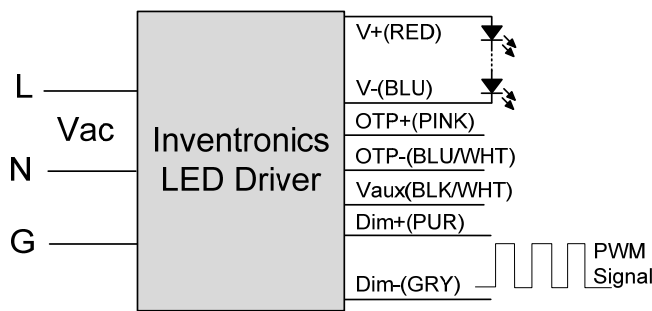 V+(RED)
L
V-(BLU)
Vac
OTP+(PINK)
Inventronics
LED Driver
OTP-(BLU/WHT)
N
Vaux(BLK/WHT)
Dim+(PUR)
G
PWM
Signal
Dim-(GRY)